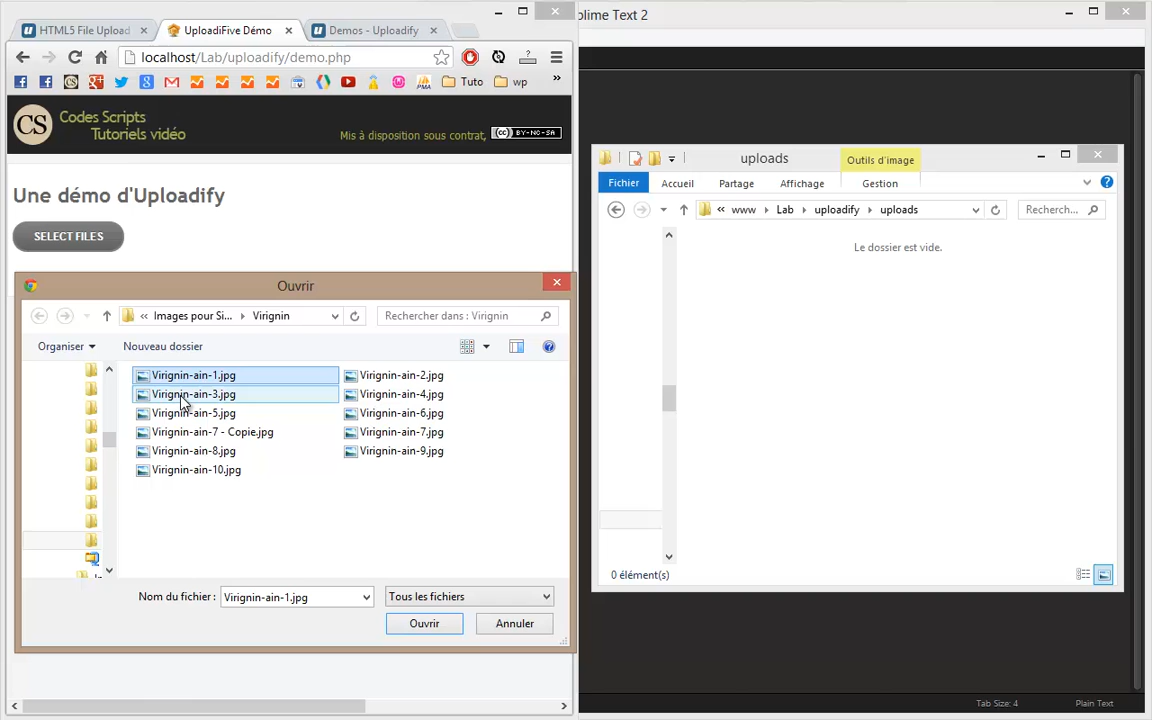 HTML5 File Upload
UploadiFive Démo
Demos - Uploadify
localhost/Lab/uploadify/demo.php
PMA
Tuto
wp
CS
Codes Scripts
Tutoriels vidéo
Mis à disposition sous contrat,
(cc) BY-NC-SA
Une démo d'Uploadify
SELECT FILES
Ouvrir
Images pour Si...
Virignin
Rechercher dans : Virignin
Organiser
Nouveau dossier
Virignin-ain-1.jpg
Virignin-ain-2.jpg
Virignin-ain-3.jpg
Virignin-ain-4.jpg
Virignin-ain-5.jpg
Virignin-ain-6.jpg
Virignin-ain-7 - Copie.jpg
Virignin-ain-7.jpg
Virignin-ain-8.jpg
Virignin-ain-9.jpg
Virignin-ain-10.jpg
Nom du fichier :
Virignin-ain-1.jpg
Tous les fichiers
Ouvrir
Annuler
blime Text 2
uploads
Outils d'image
Fichier
Accueil
Partage
Affichage
Gestion
« www
Lab
uploadify
uploads
Recherch...
Le dossier est vide.
0 élément(s)
Tab Size: 4
Plain Text